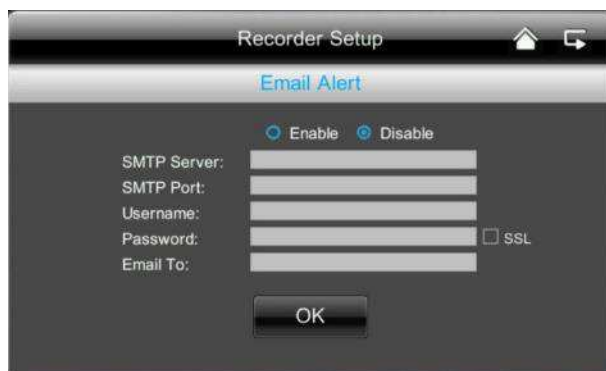 Recorder Setup
Email Alert
Enable Disable
SMTP Server:
SMTP Port:
Username:
Password: SSL
Email To:
OK